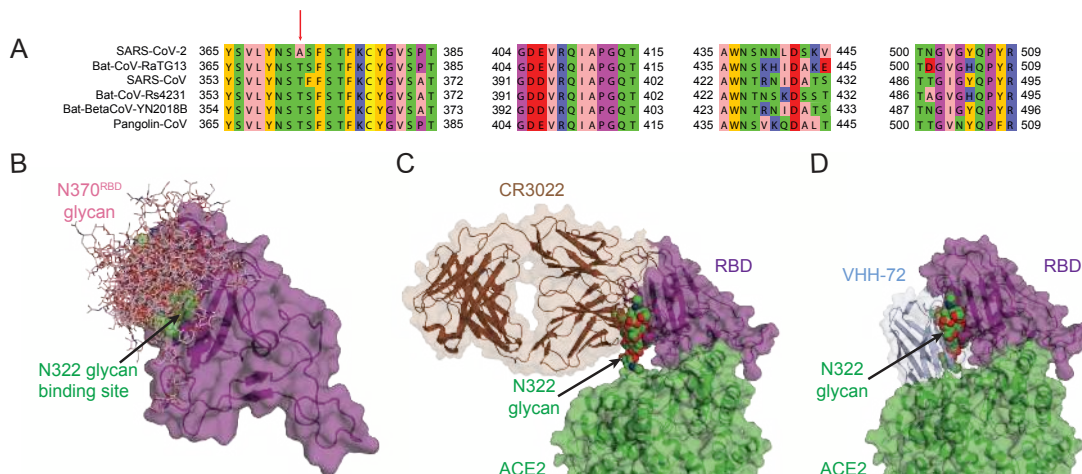 A
SARS-CoV-2 365 YSVLYNSASFSTFKCYGVSPT 385 404 GDEVRQIAPGQT 415 435 AWNSNNLDSKV 445 500 TNGVGYQPYR 509
Bat-CoV-RaTG13 365 YSVLYNSTSFSTFKCYGVSPT 385 404 GDEVRQIAPGQT 415 435 AWNSKHIDAKE 445 500 TDGVGHQPYR 509
SARS-CoV 353 YSVLYNSTFFSTFKCYGVSAT 372 391 GDDVRQIAPGQT 402 422 AWNTRNIDATS 432 486 TTGIGYQPYR 495
Bat-CoV-Rs4231 353 YSVLYNSTSFSTFKCYGVSAT 372 391 GDDVRQIAPGQT 402 422 AWNTNSKDSST 432 486 TAGVGHQPYR 495
Bat-BetaCoV-YN2018B 354 YSVLYNSTSFSTFKCYGVSAT 373 392 GDDVRQIAPGQT 403 423 AWNTRNIDATS 432 487 TNGIGYQPYR 496
Pangolin-CoV 365 YSVLYNSTSFSTFKCYGVSPT 385 404 GDEVRQIAPGQT 415 435 AWNSVKQDALT 445 500 TTGVNYQPYR 509
B
N370RBD
glycan
N322 glycan
binding site
C
CR3022
RBD
N322
glycan
ACE2
D
VHH-72
RBD
N322
glycan
ACE2